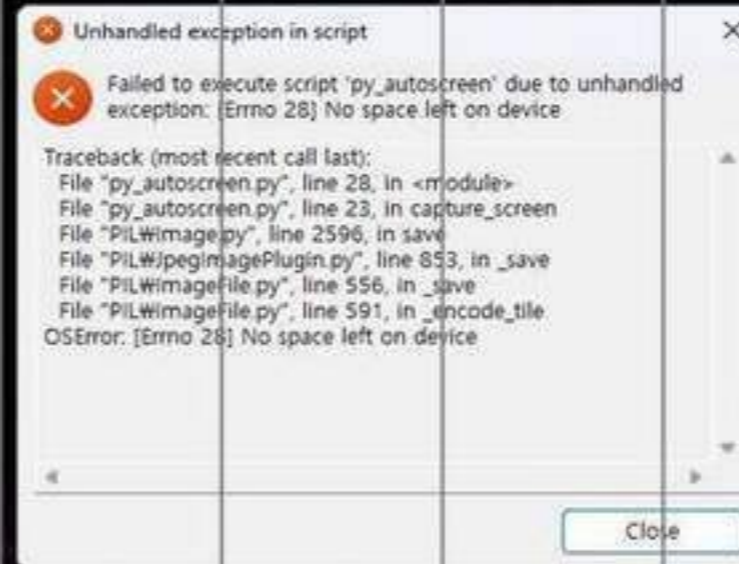 Unhandled exception in script
Failed to execute script 'py_autoscreen' due to unhandled
exception: [Errno 28] No space left on device
Traceback (most recent call last):
File "py_autoscreen.py", line 28, in <module>
File "py_autoscreen.py", line 23, in capture_screen
File "PIL₩Image.py", line 2596, in save
File "PIL₩JpegImagePlugin.py", line 853, in _save
File "PIL₩ImageFile.py", line 556, in _save
File "PIL₩ImageFile.py", line 591, in _encode_tile
OSError: [Errno 28] No space left on device
Close